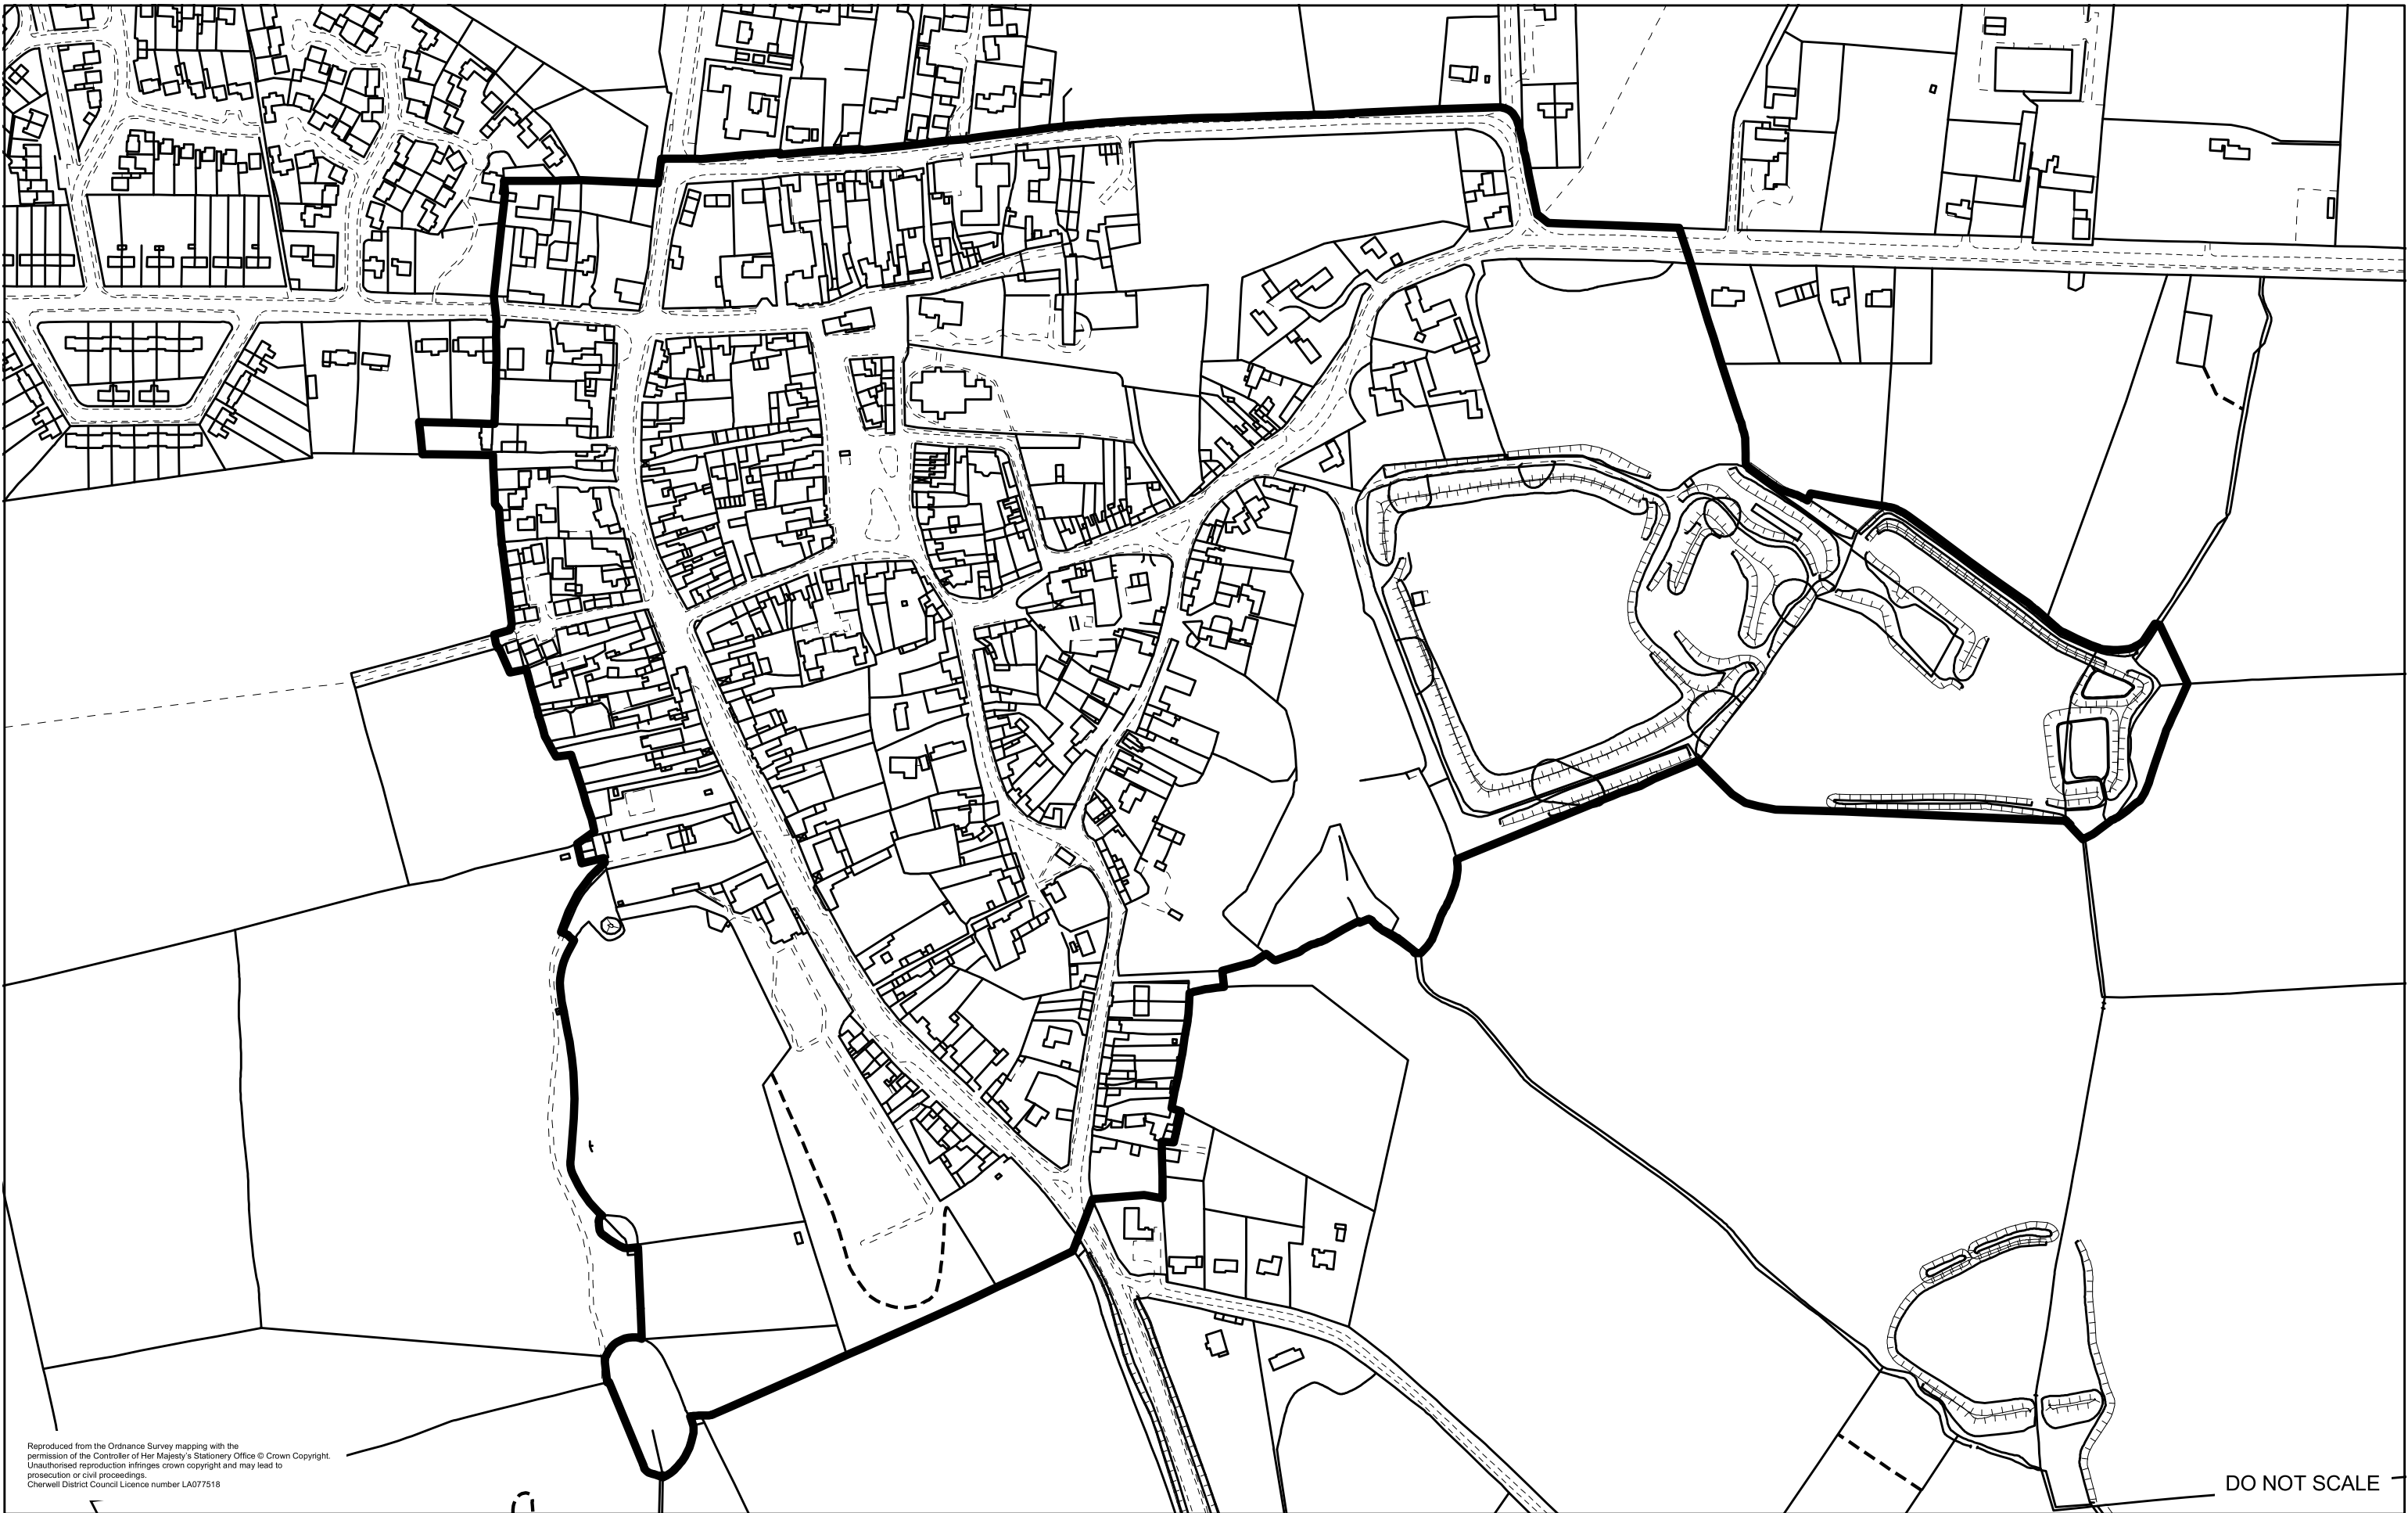 Reproduced from the Ordnance Survey mapping with the
permission of the Controller of Her Majesty's Stationery Office © Crown Copyright.
Unauthorised reproduction infringes crown copyright and may lead to
prosecution or civil proceedings.
Cherwell District Council Licence number LA077518
DO NOT SCALE